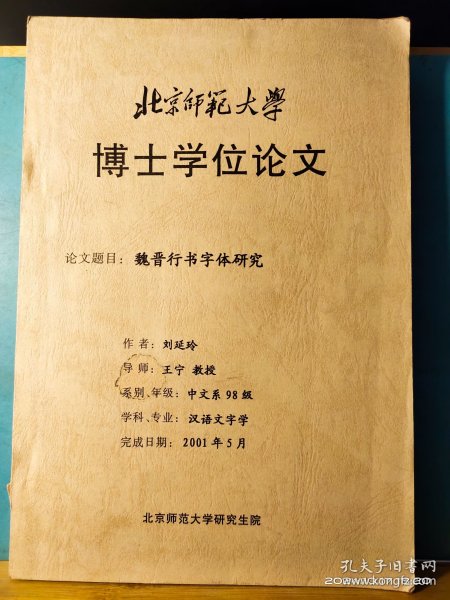 北京师範大学
博士学位论文
论文题目：魏晋行书字体研究
作者：刘延玲
导师：王宁 教授
系别、年级：中文系98级
学科、专业：汉语文字学
完成日期：2001年5月
北京师范大学研究生院
孔夫子旧书网